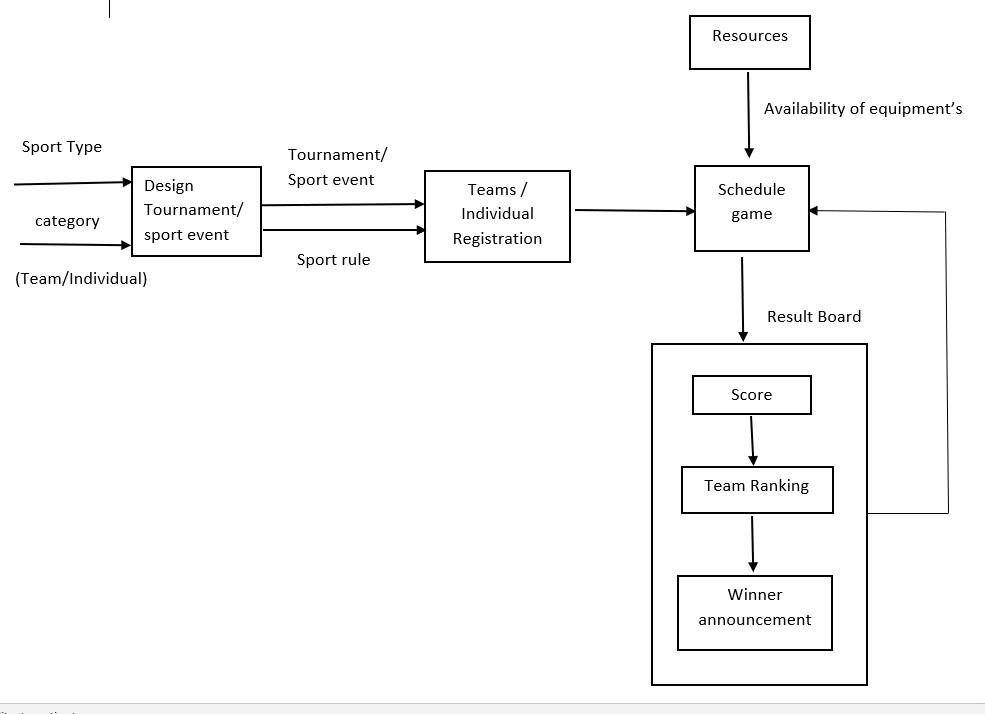 Resources
Availability of equipment’s
Sport Type
category
(Team/Individual)
Design
Tournament/
sport event
Tournament/
Sport event
Sport rule
Teams /
Individual
Registration
Schedule
game
Result Board
Score
Team Ranking
Winner
announcement